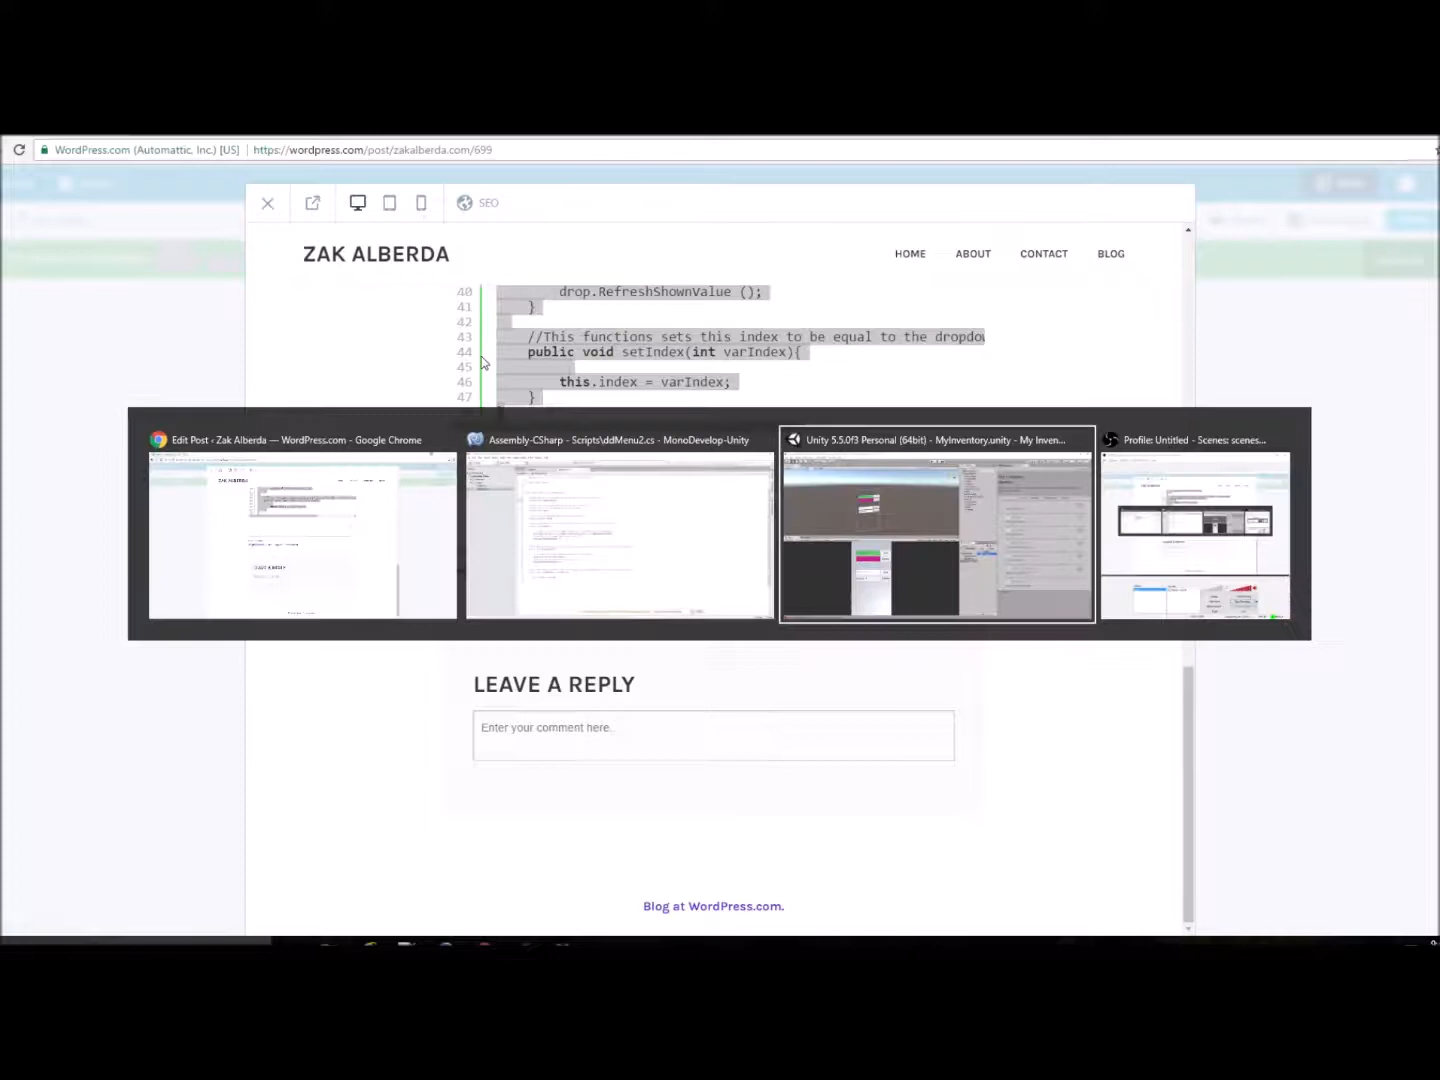 WordPress.com (Automattic, Inc.) [US] https://wordpress.com/post/zakalberda.com/699
SEO
ZAK ALBERDA
HOME ABOUT CONTACT BLOG
40 drop.RefreshShownValue ();
41 }
42
43 //This functions sets this index to be equal to the dropdow
44 public void setIndex(int varIndex){
45
46 this.index = varIndex;
47 }
Edit Post ‹ Zak Alberda — WordPress.com - Google Chrome
Assembly-CSharp - Scripts\ddMenu2.cs - MonoDevelop-Unity
Unity 5.5.0f3 Personal (64bit) - MyInventory.unity - My Inven...
Profile: Untitled - Scenes: scenes...
LEAVE A REPLY
Enter your comment here..
Blog at WordPress.com.